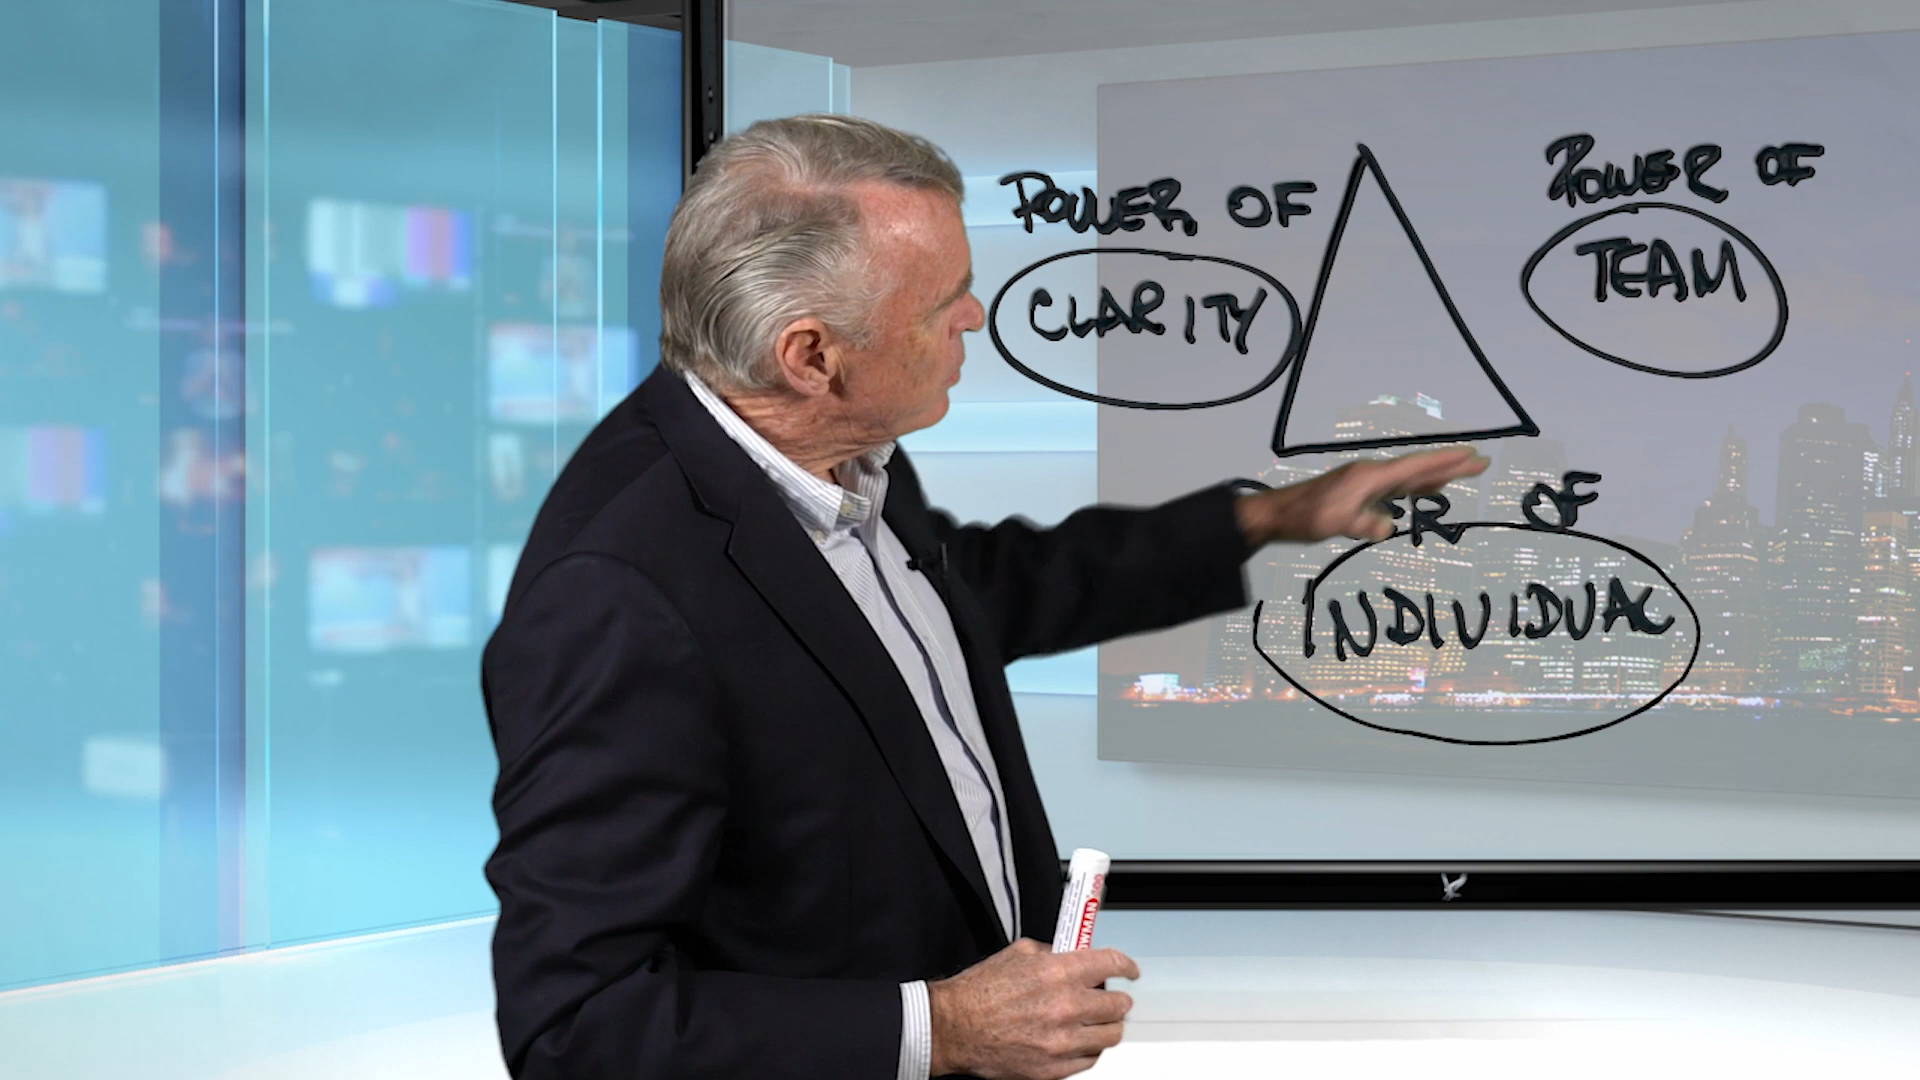 POWER OF
CLARITY
POWER OF
TEAM
OF
INDIVIDUAL